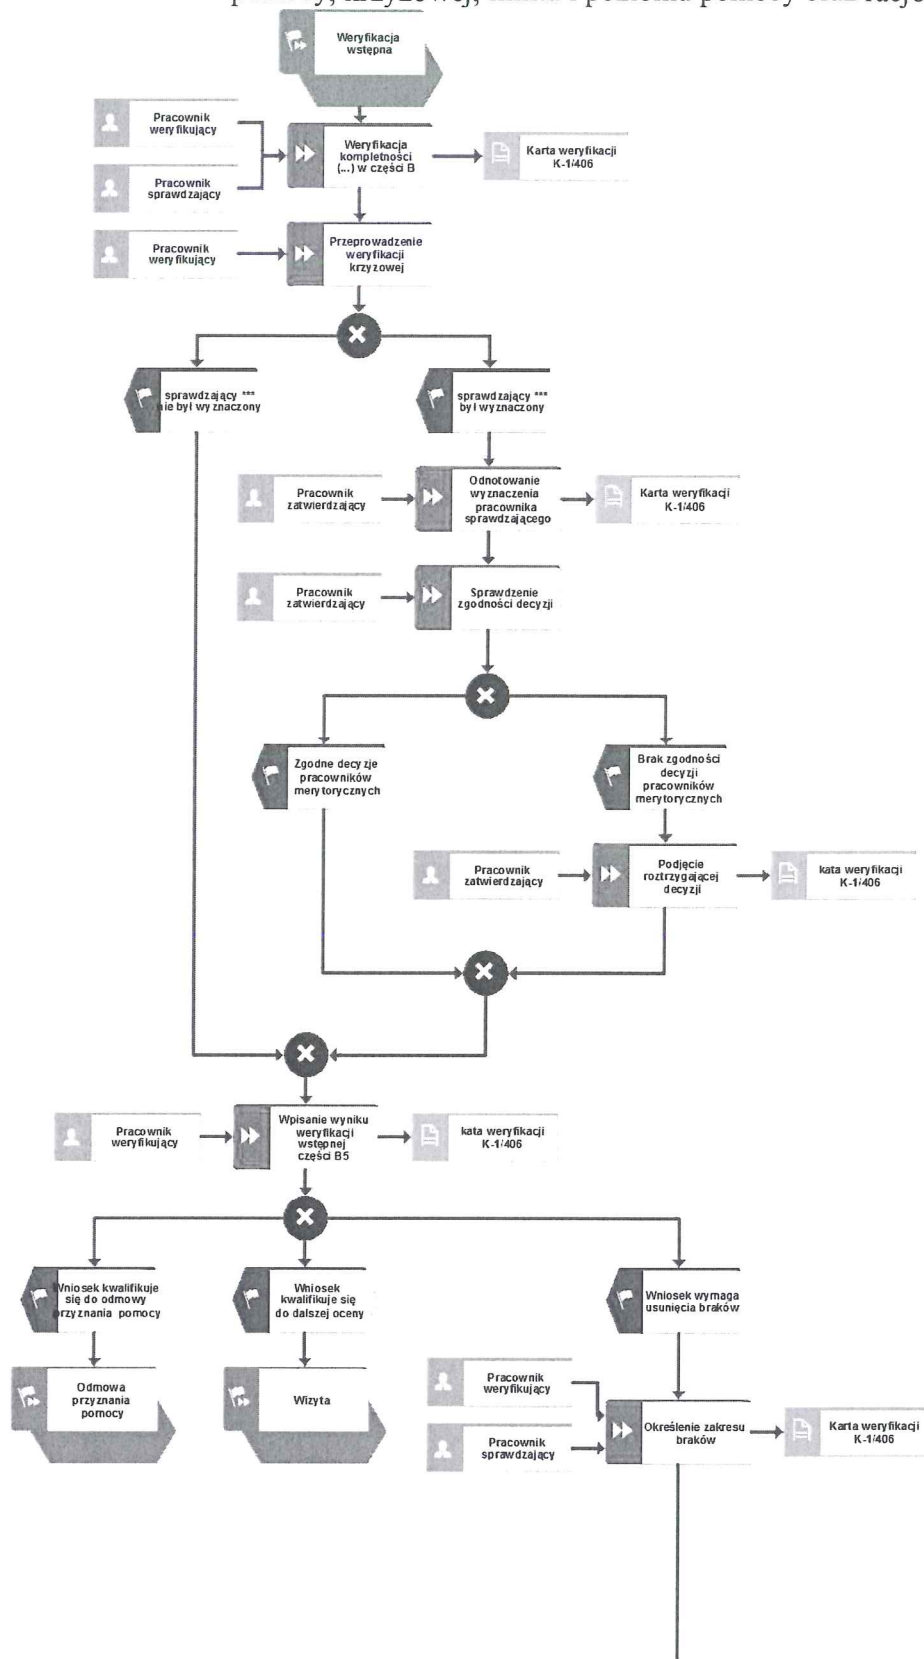 Weryfikacja
wstępna
Pracownik
weryfikujący
Weryfikacja
kompletności
(...) w części B
Karta weryfikacji
K-1/406
Pracownik
sprawdzający
Pracownik
weryfikujący
Przeprowadzenie
weryfikacji
krzyzowej
sprawdzający ***
nie był wyznaczony
sprawdzający ***
był wyznaczony
Pracownik
zatwierdzający
Odnotowanie
wyznaczenia
pracownika
sprawdzającego
Karta weryfikacji
K-1/406
Pracownik
zatwierdzający
Sprawdzenie
zgodności decyzji
Zgodne decyzje
pracowników
merytorycznych
Brak zgodności
decyzji
pracowników
merytorycznych
Pracownik
zatwierdzający
Podjęcie
roztrzygającej
decyzji
kata weryfikacji
K-1/406
Pracownik
weryfikujący
Wpisanie wyniku
weryfikacji
wstępnej
części B5
kata weryfikacji
K-1/406
Wniosek kwalifikuje
się do odmowy
przyznania pomocy
Wniosek
kwalifikuje się
do dalszej oceny
Wniosek wymaga
usunięcia braków
Odmowa
przyznania
pomocy
Wizyta
Pracownik
weryfikujący
Pracownik
sprawdzający
Określenie zakresu
braków
Karta weryfikacji
K-1/406